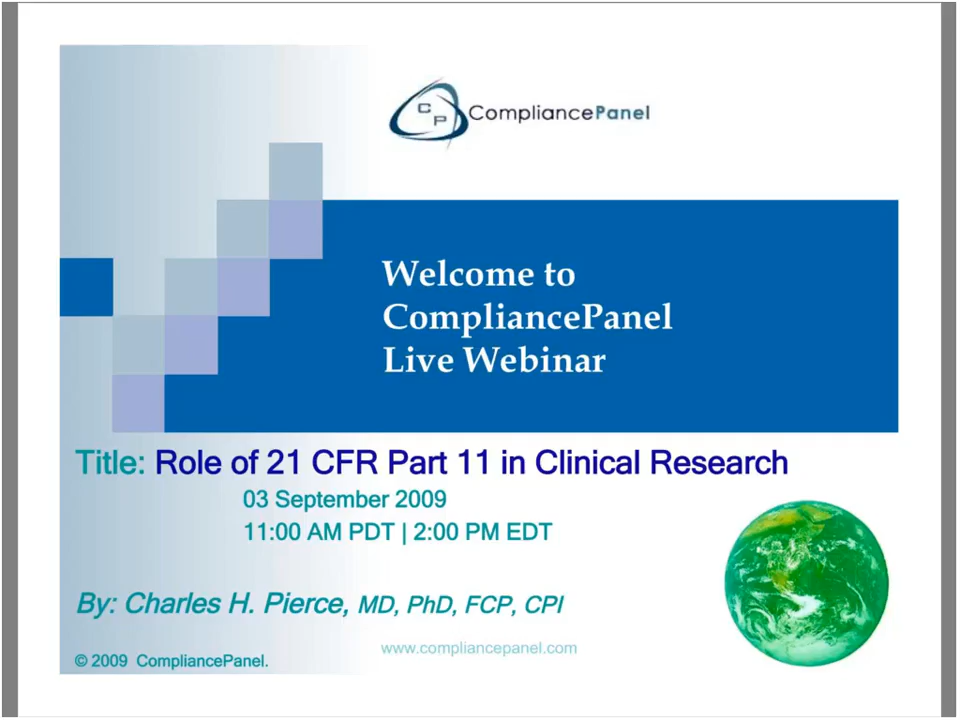 CP CompliancePanel
Welcome to
CompliancePanel
Live Webinar
Title: Role of 21 CFR Part 11 in Clinical Research
03 September 2009
11:00 AM PDT | 2:00 PM EDT
By: Charles H. Pierce, MD, PhD, FCP, CPI
www.compliancepanel.com
© 2009 CompliancePanel.